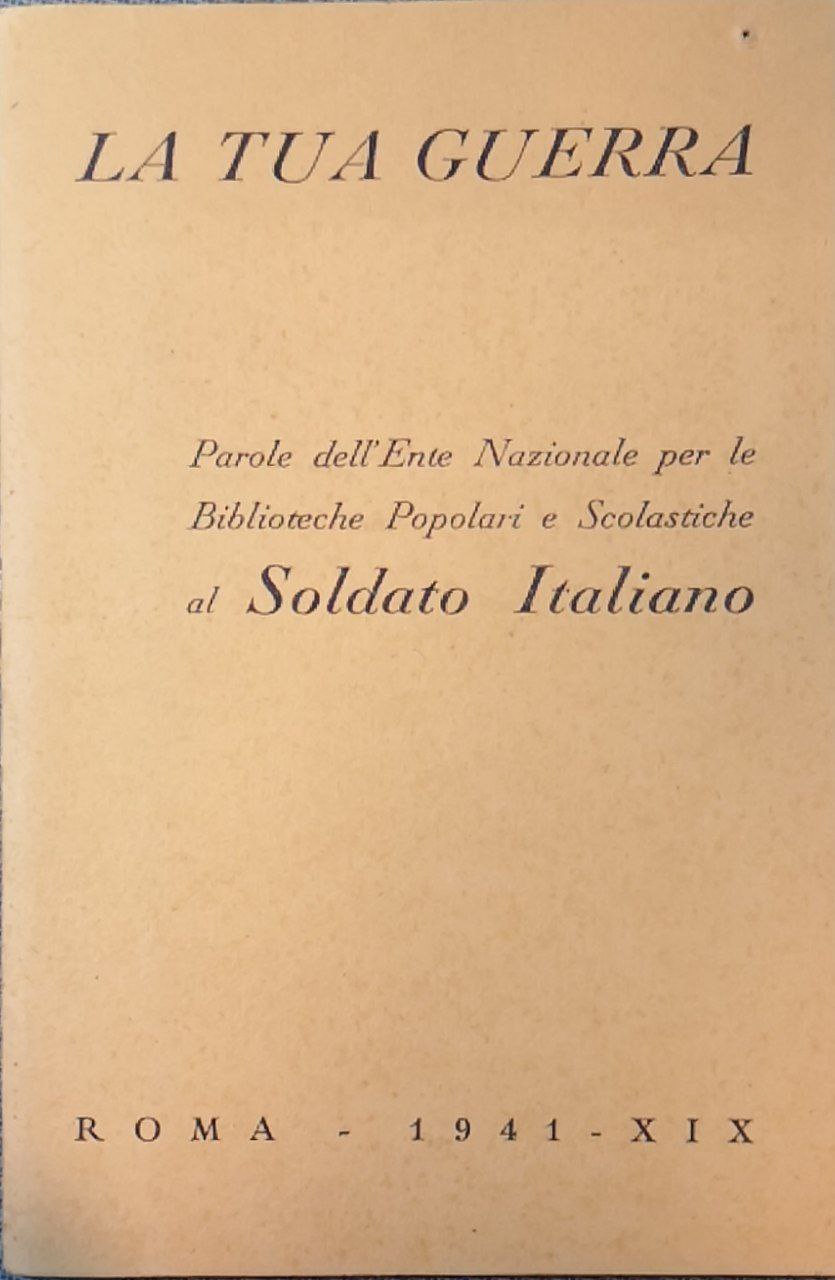 LA TUA GUERRA
Parole dell'Ente Nazionale per le
Biblioteche Popolari e Scolastiche
al Soldato Italiano
ROMA - 1941 - XIX